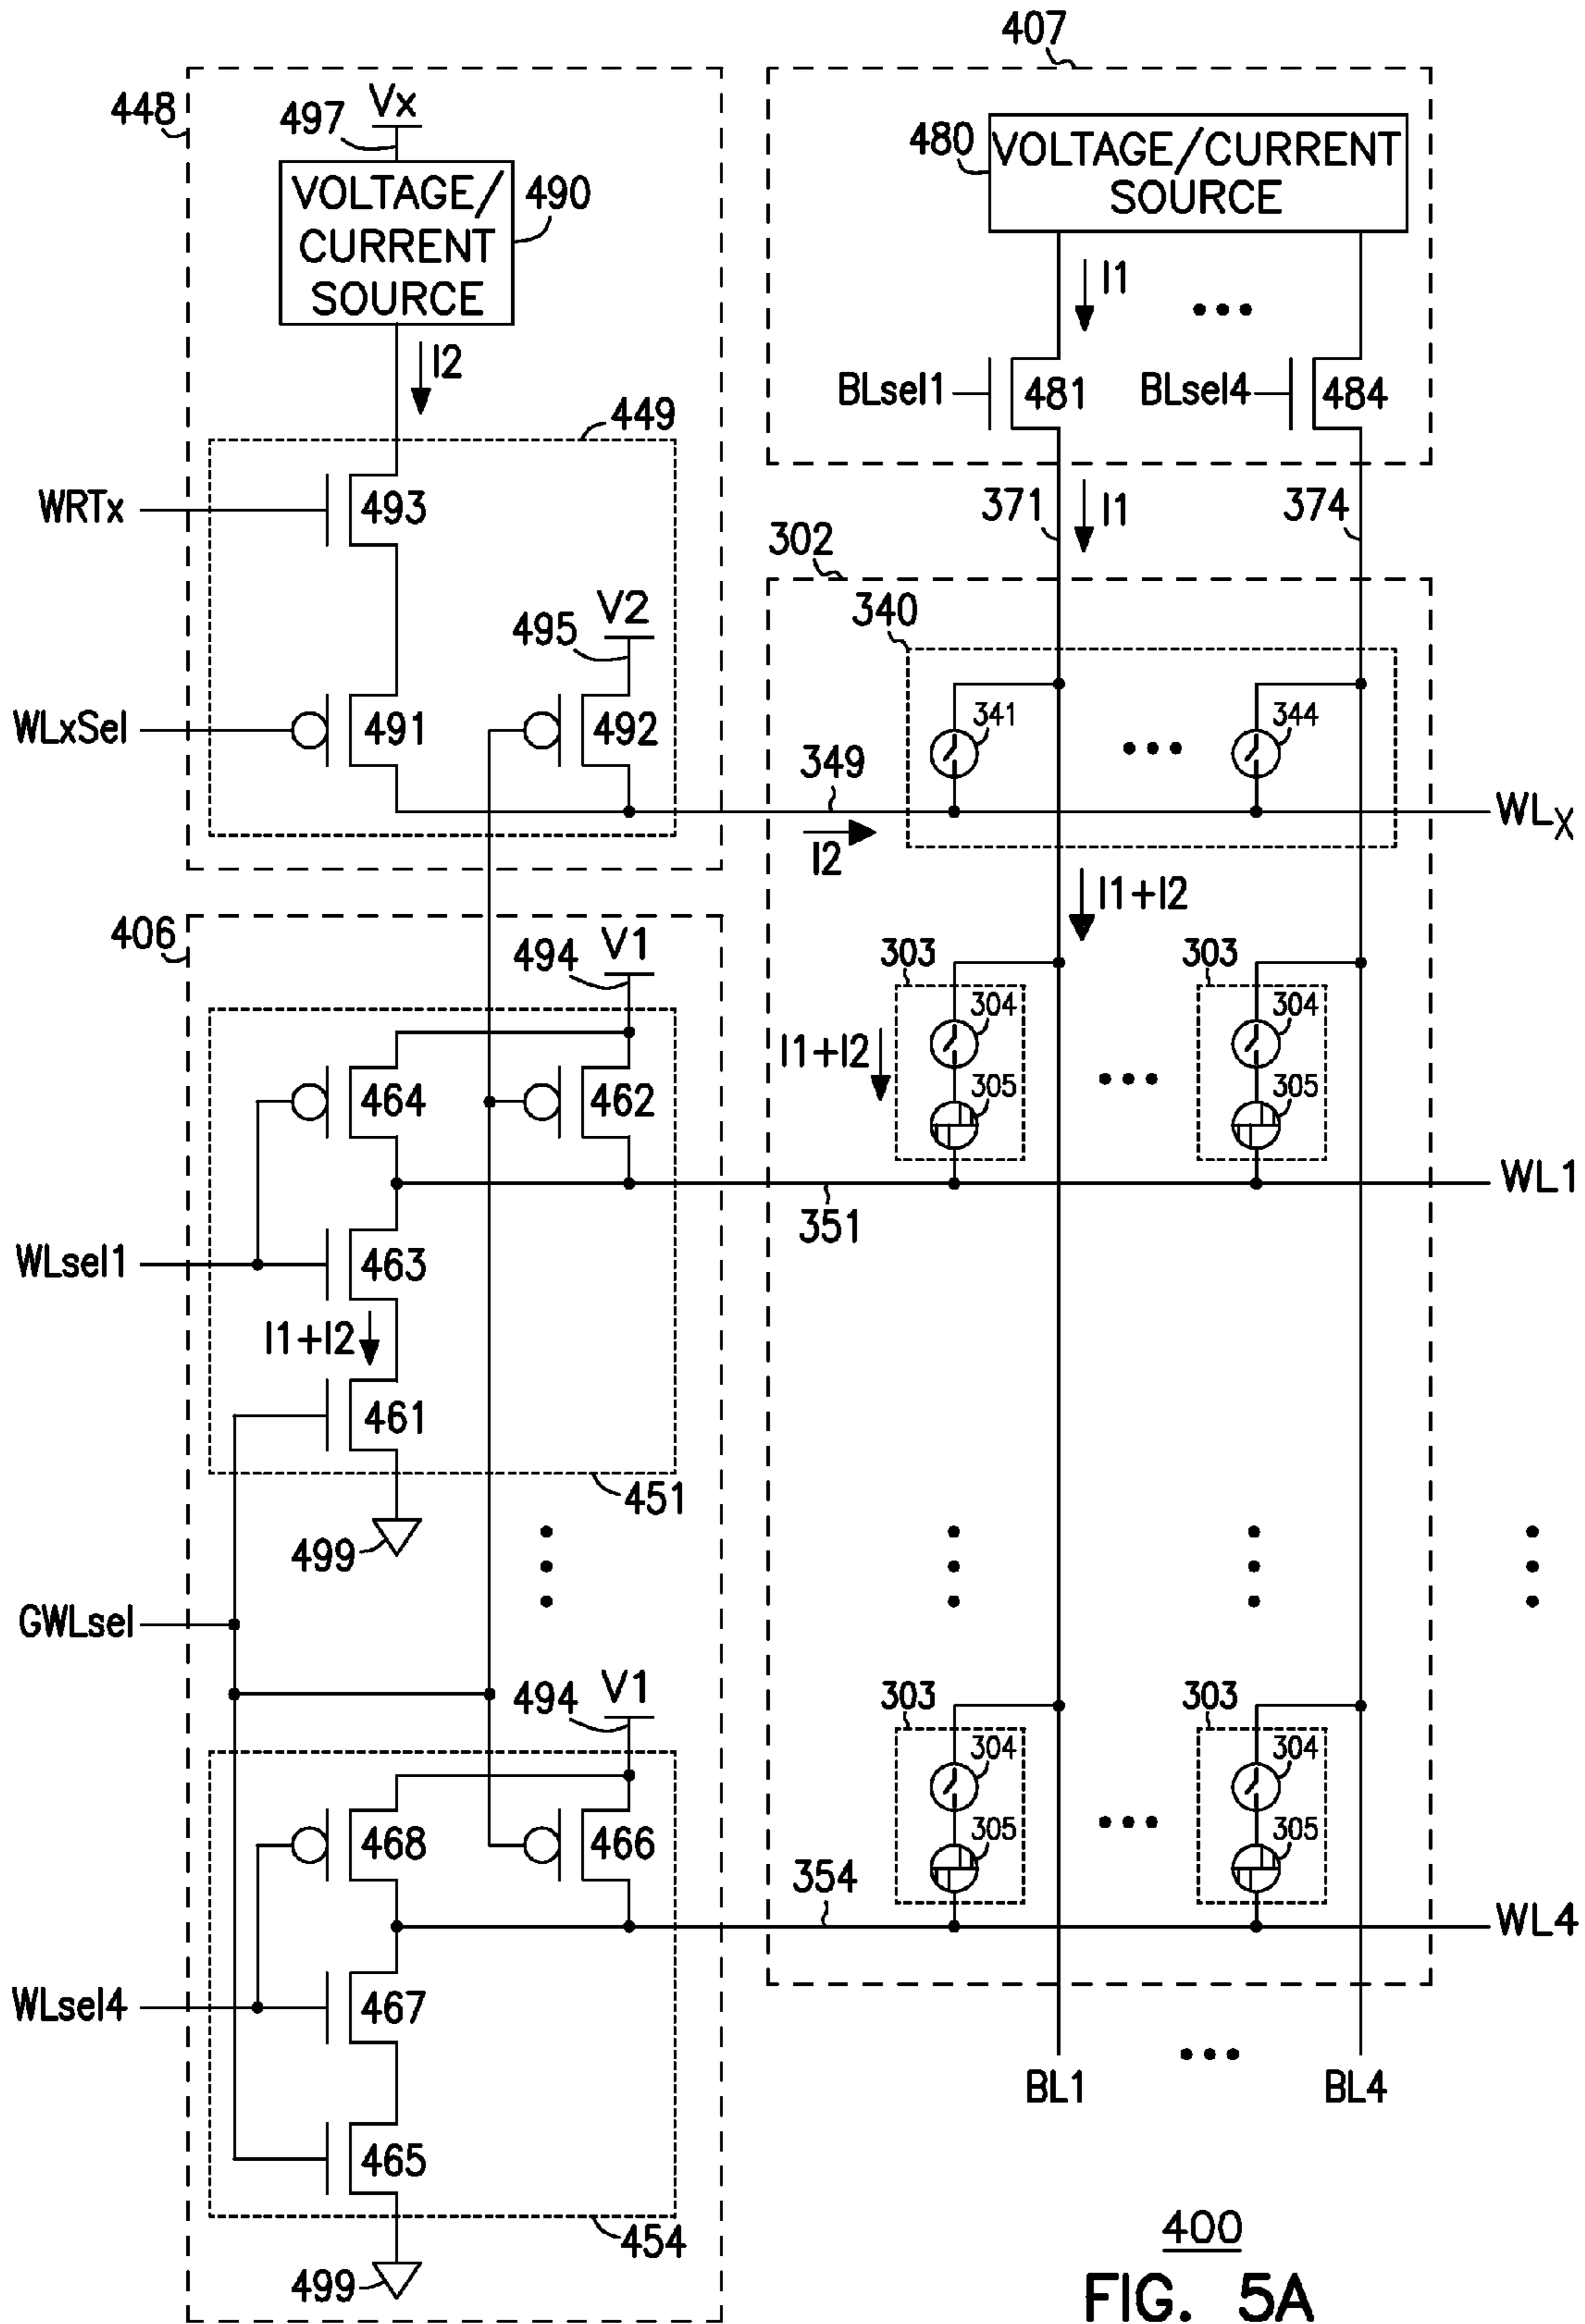 407
448
497
Vx
VOLTAGE/
CURRENT
SOURCE
490
480
VOLTAGE/CURRENT
SOURCE
I1
I2
BLsel1
481
BLsel4
484
449
WRTx
493
371
I1
374
302
340
V2
495
WLxSel
491
492
341
344
349
WLX
I2
I1+I2
406
494
V1
303
303
304
304
I1+I2
464
462
305
305
WL1
351
WLsel1
463
I1+I2
461
451
499
GWLsel
494
V1
303
303
304
304
468
466
305
305
354
WL4
WLsel4
467
BL1
BL4
465
454
499
400
FIG. 5A